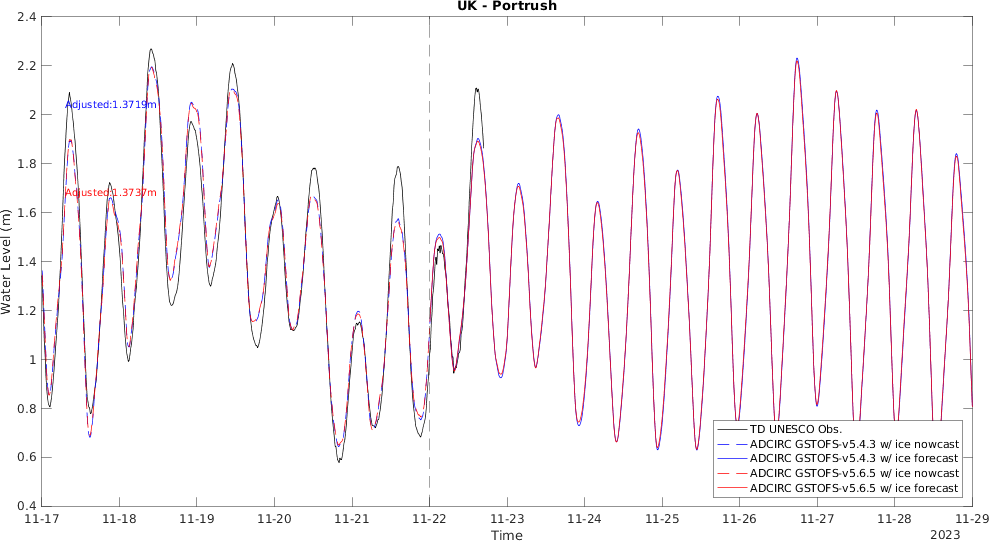 UK - Portrush
2.4
2.2
2
1.8
1.6
1.4
1.2
1
0.8
0.6
0.4
Water Level (m)
Adjusted:1.3719m
Adjusted:1.3737m
TD UNESCO Obs.
ADCIRC GSTOFS-v5.4.3 w/ ice nowcast
ADCIRC GSTOFS-v5.4.3 w/ ice forecast
ADCIRC GSTOFS-v5.6.5 w/ ice nowcast
ADCIRC GSTOFS-v5.6.5 w/ ice forecast
11-17 11-18 11-19 11-20 11-21 11-22 11-23 11-24 11-25 11-26 11-27 11-28 11-29
Time
2023